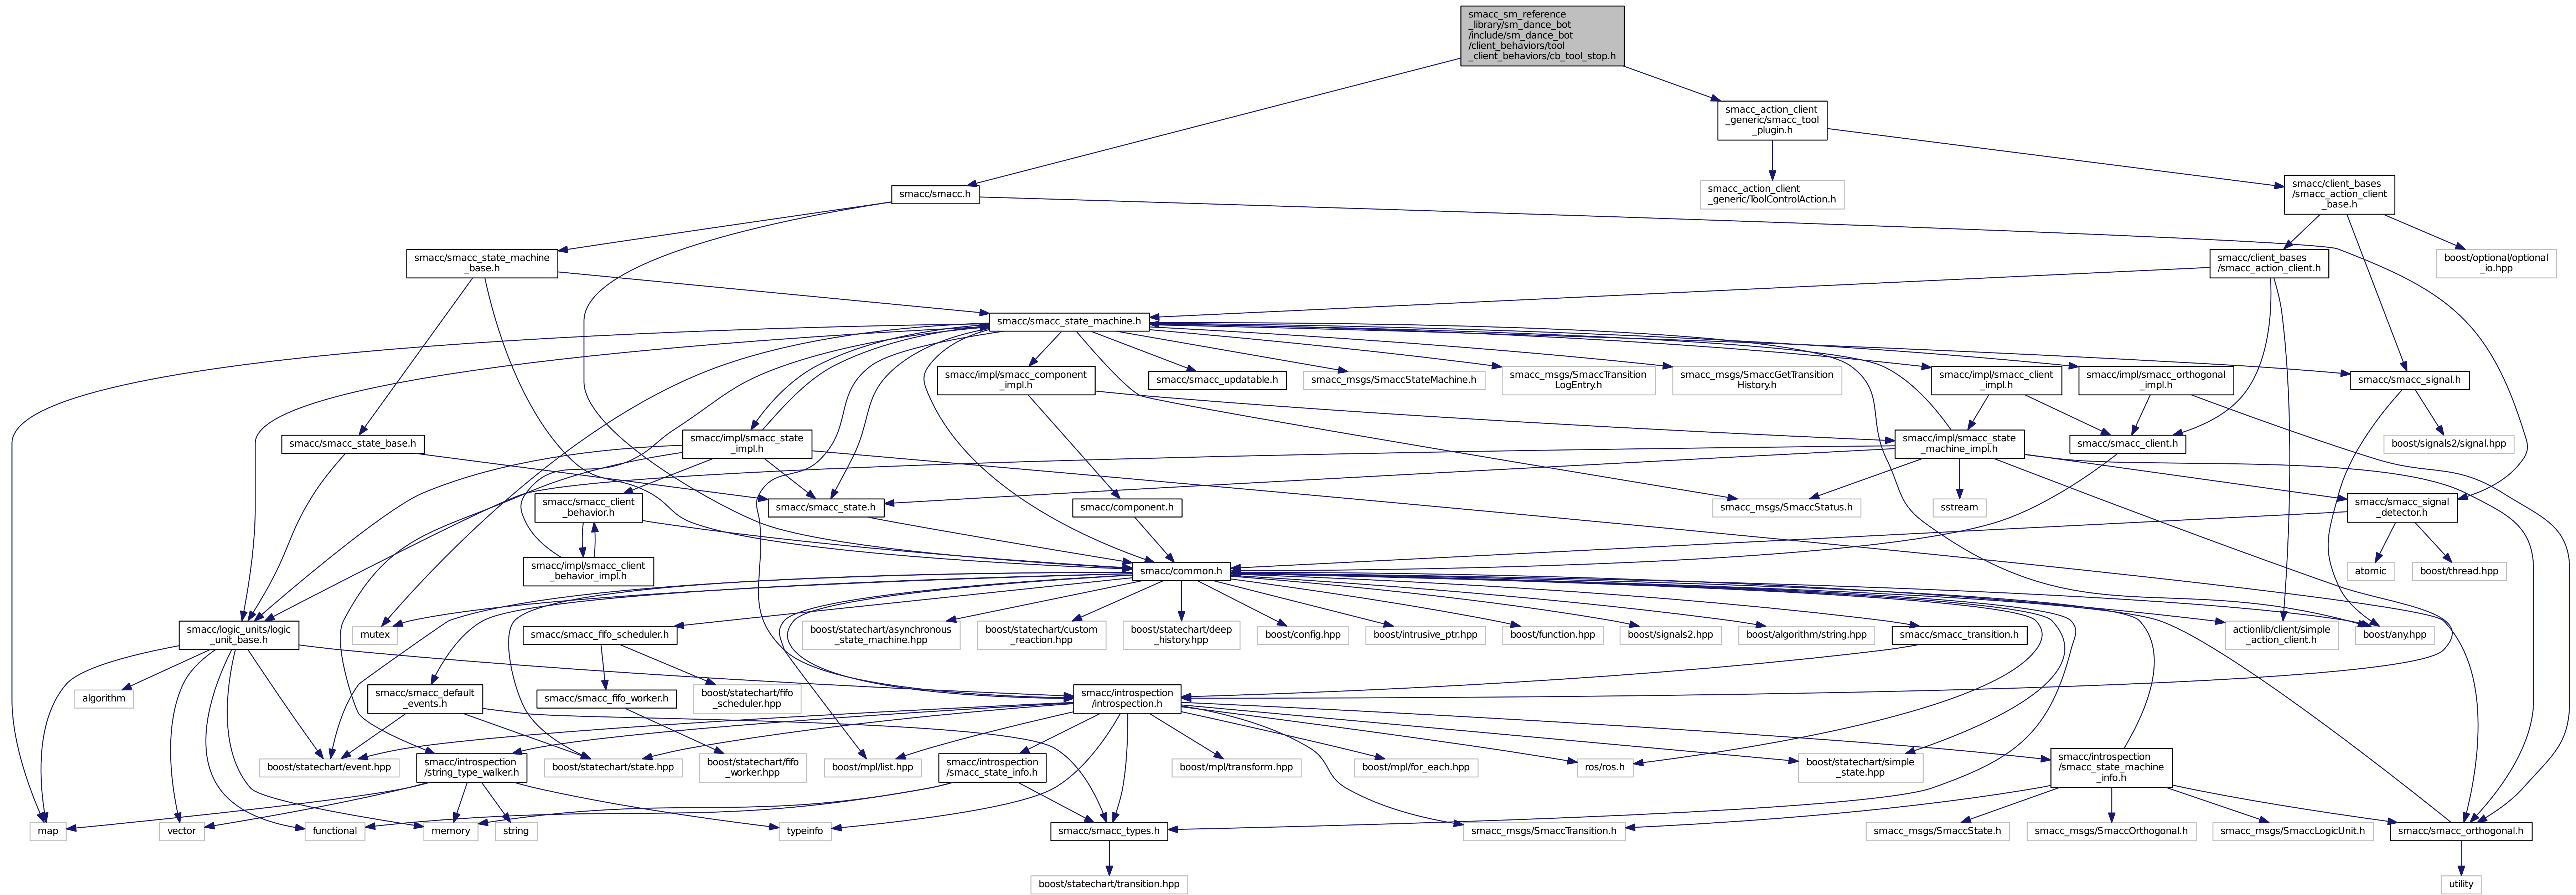 smacc_sm_reference
_library/sm_dance_bot
/include/sm_dance_bot
/client_behaviors/tool
_client_behaviors/cb_tool_stop.h
smacc_action_client
_generic/smacc_tool
_plugin.h
smacc/smacc.h
smacc_action_client
_generic/ToolControlAction.h
smacc/client_bases
/smacc_action_client
_base.h
smacc/smacc_state_machine
_base.h
smacc/client_bases
/smacc_action_client.h
boost/optional/optional
_io.hpp
smacc/smacc_state_machine.h
smacc/impl/smacc_component
_impl.h
smacc/smacc_updatable.h
smacc_msgs/SmaccStateMachine.h
smacc_msgs/SmaccTransition
LogEntry.h
smacc_msgs/SmaccGetTransition
History.h
smacc/impl/smacc_client
_impl.h
smacc/impl/smacc_orthogonal
_impl.h
smacc/smacc_signal.h
smacc/smacc_state_base.h
smacc/impl/smacc_state
_impl.h
smacc/impl/smacc_state
_machine_impl.h
smacc/smacc_client.h
boost/signals2/signal.hpp
smacc/smacc_client
_behavior.h
smacc/smacc_state.h
smacc/component.h
smacc_msgs/SmaccStatus.h
sstream
smacc/smacc_signal
_detector.h
smacc/impl/smacc_client
_behavior_impl.h
smacc/common.h
atomic
boost/thread.hpp
smacc/logic_units/logic
_unit_base.h
mutex
smacc/smacc_fifo_scheduler.h
boost/statechart/asynchronous
_state_machine.hpp
boost/statechart/custom
_reaction.hpp
boost/statechart/deep
_history.hpp
boost/config.hpp
boost/intrusive_ptr.hpp
boost/function.hpp
boost/signals2.hpp
boost/algorithm/string.hpp
smacc/smacc_transition.h
actionlib/client/simple
_action_client.h
boost/any.hpp
algorithm
smacc/smacc_default
_events.h
smacc/smacc_fifo_worker.h
boost/statechart/fifo
_scheduler.hpp
smacc/introspection
/introspection.h
boost/statechart/event.hpp
smacc/introspection
/string_type_walker.h
boost/statechart/state.hpp
boost/statechart/fifo
_worker.hpp
boost/mpl/list.hpp
smacc/introspection
/smacc_state_info.h
boost/mpl/transform.hpp
boost/mpl/for_each.hpp
ros/ros.h
boost/statechart/simple
_state.hpp
smacc/introspection
/smacc_state_machine
_info.h
map
vector
functional
memory
string
typeinfo
smacc/smacc_types.h
smacc_msgs/SmaccTransition.h
smacc_msgs/SmaccState.h
smacc_msgs/SmaccOrthogonal.h
smacc_msgs/SmaccLogicUnit.h
smacc/smacc_orthogonal.h
boost/statechart/transition.hpp
utility